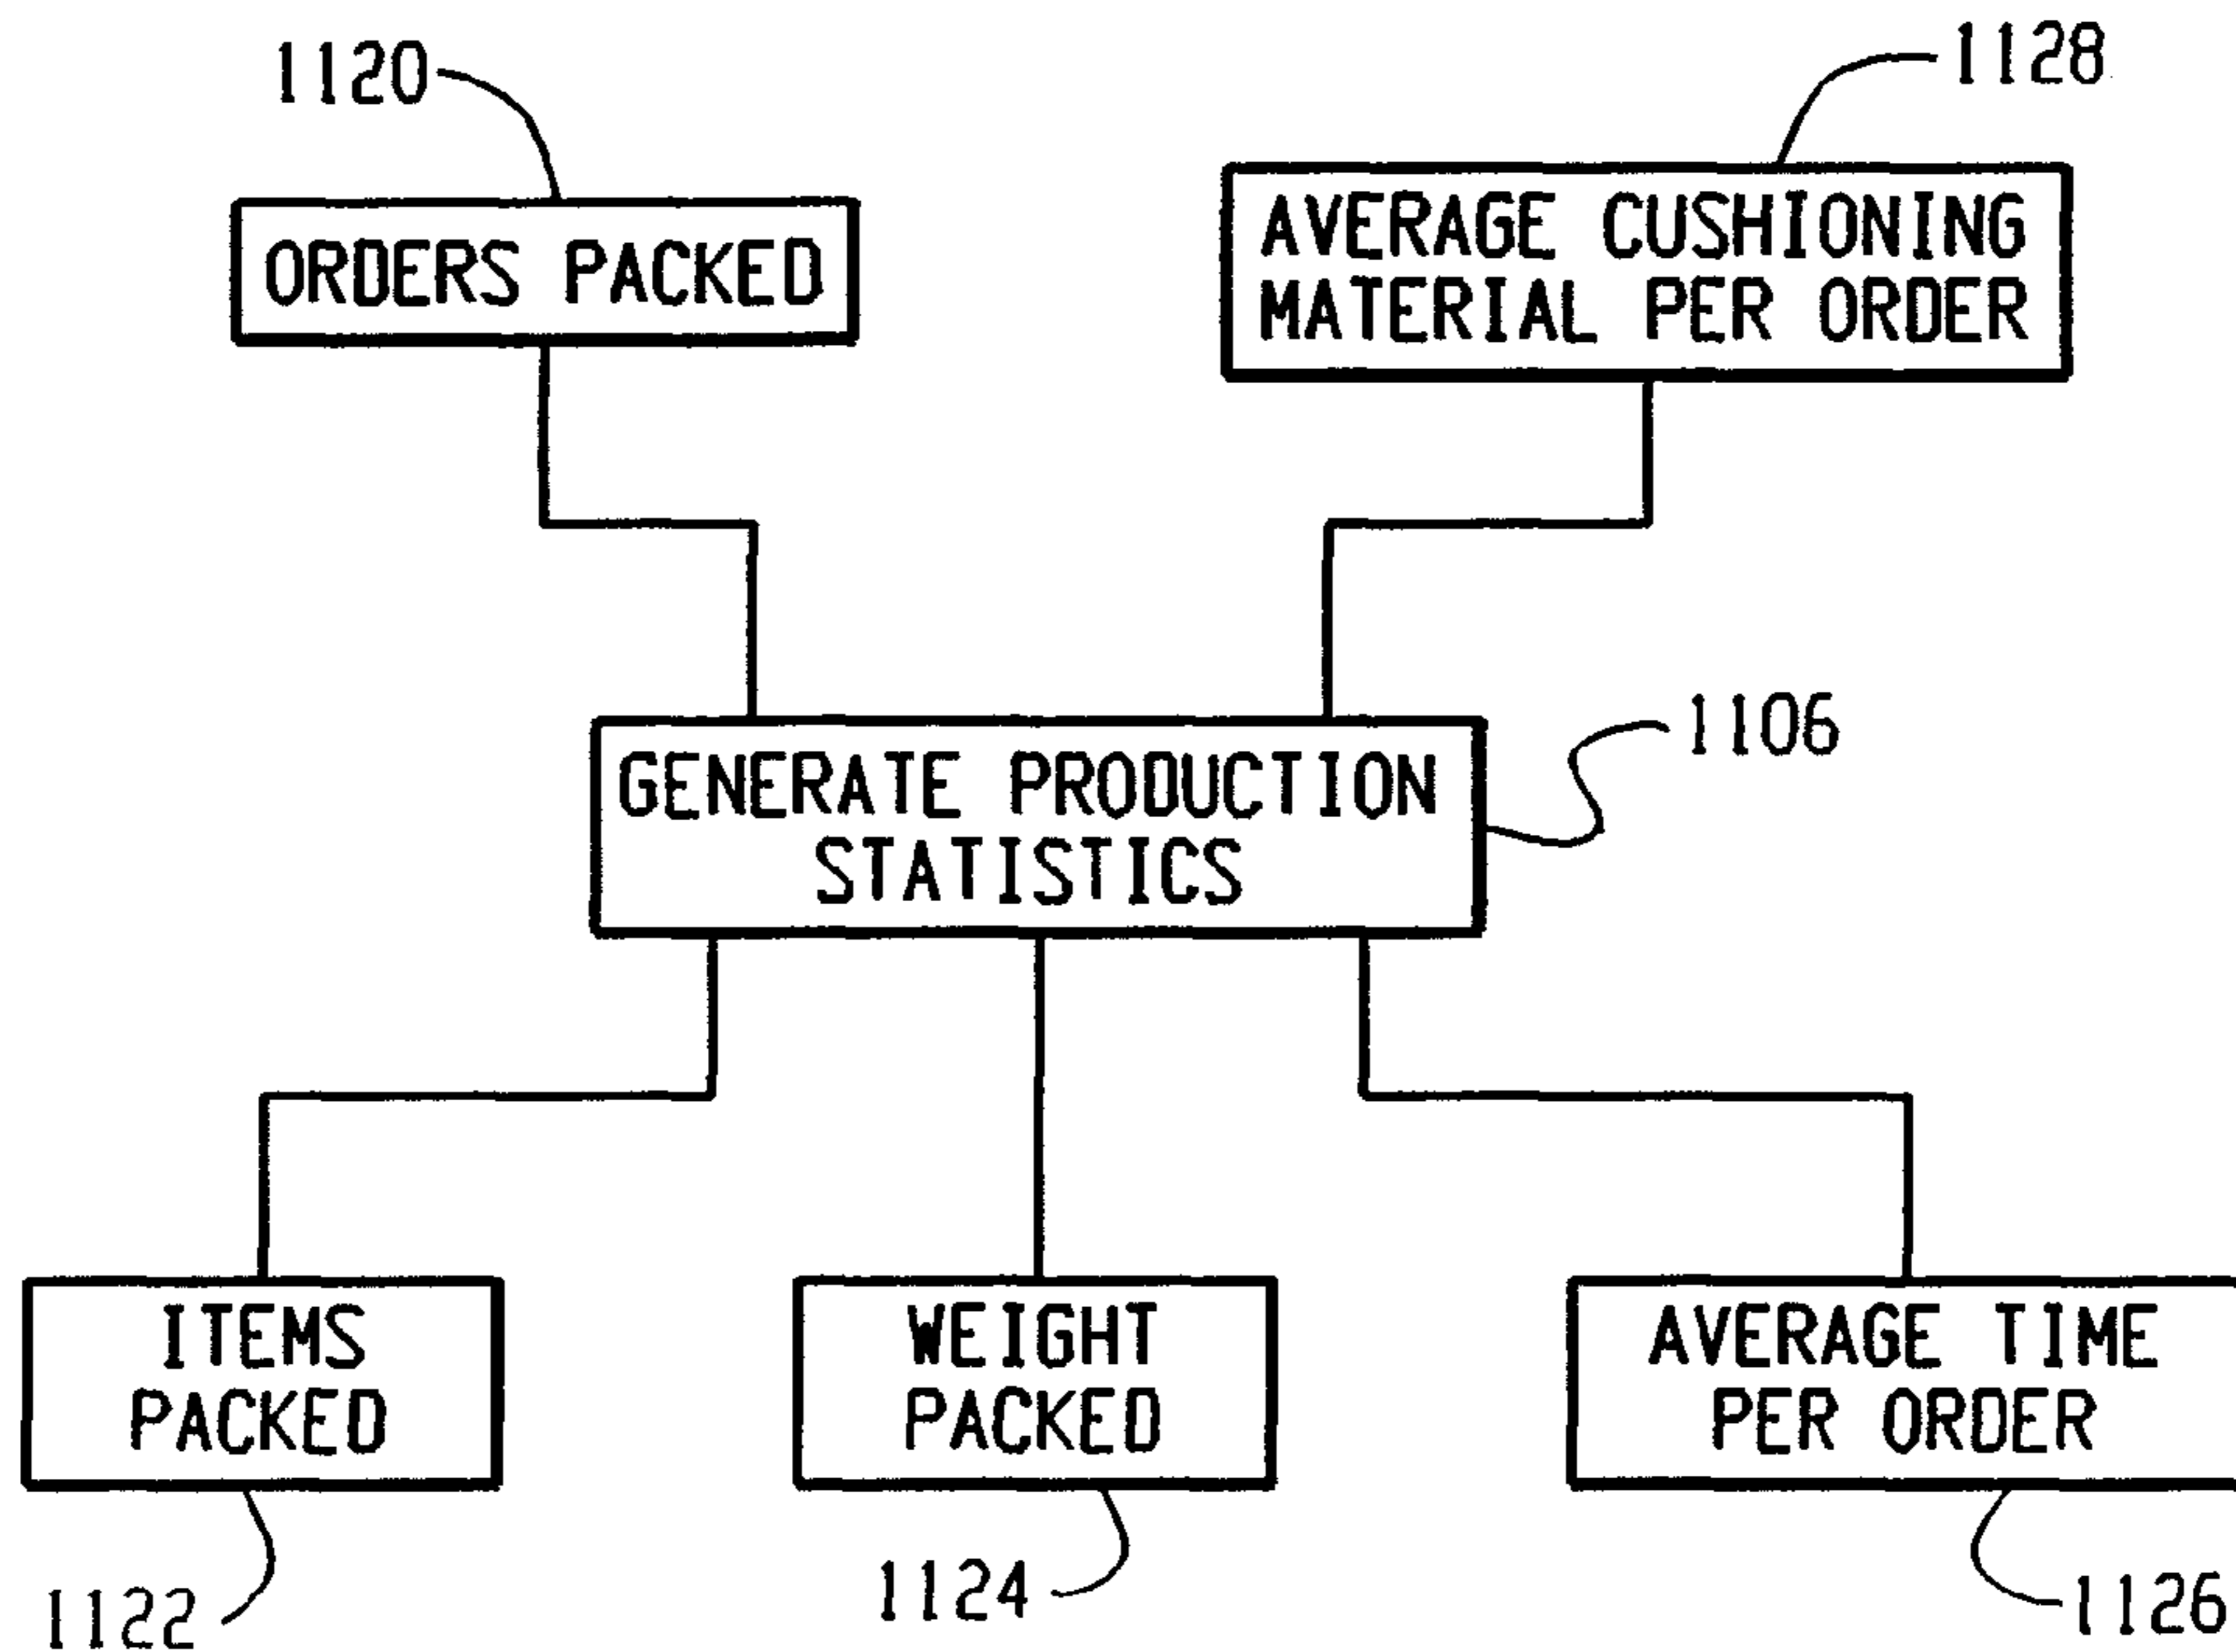 1120
1128
ORDERS PACKED
AVERAGE CUSHIONING
MATERIAL PER ORDER
1106
GENERATE PRODUCTION
STATISTICS
ITEMS
PACKED
WEIGHT
PACKED
AVERAGE TIME
PER ORDER
1122
1124
1126